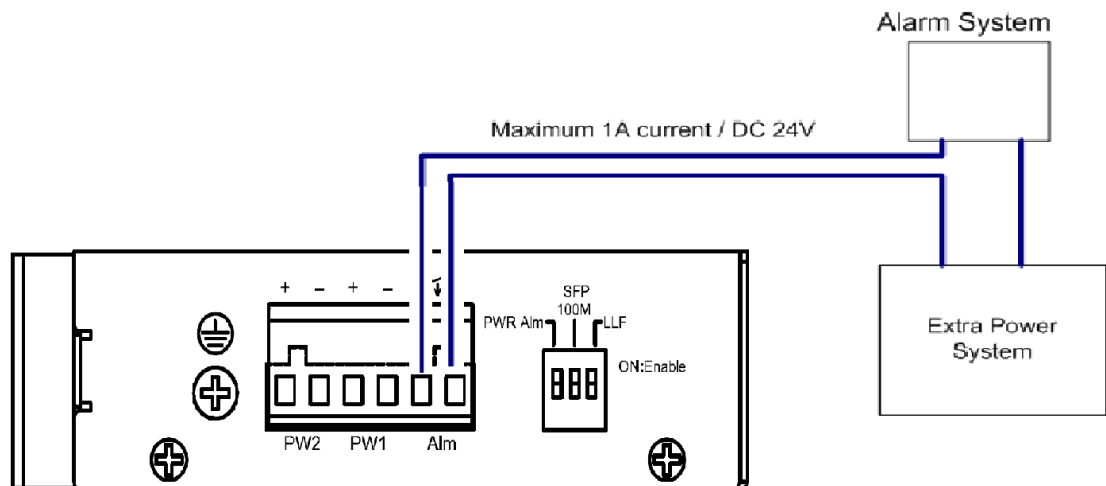 Alarm System
Maximum 1A current / DC 24V
Extra Power
System
+ − + −
SFP
100M
PWR Alm
LLF
ON:Enable
PW2 PW1 Alm